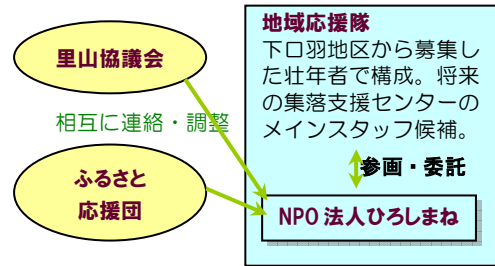 里山協議会
相互に連絡・調整
ふるさと
応援団
地域応援隊
下口羽地区から募集し
た壮年者で構成。将来
の集落支援センターの
メインスタッフ候補。
参画・委託
NPO 法人ひろしまね